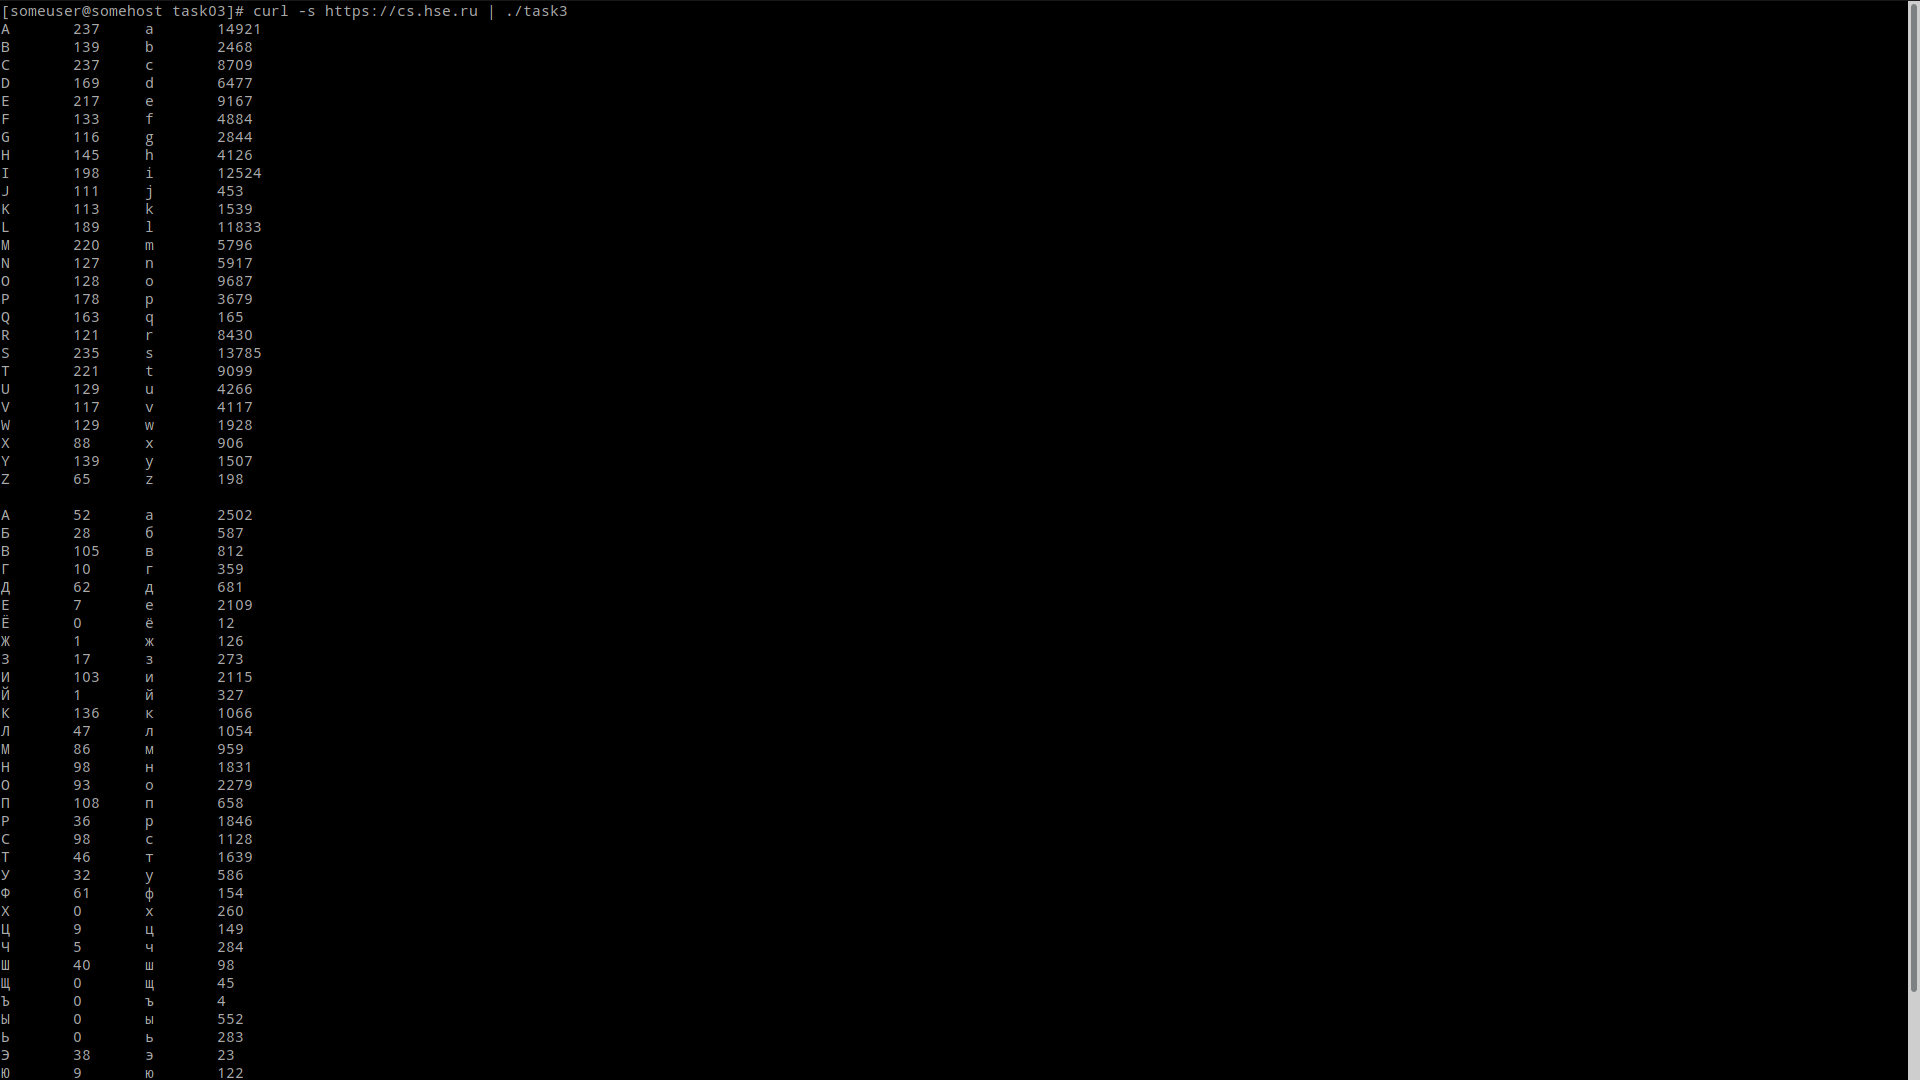 [someuser@somehost task03]# curl -s https://cs.hse.ru | ./task3
A 237 a 14921
B 139 b 2468
C 237 c 8709
D 169 d 6477
E 217 e 9167
F 133 f 4884
G 116 g 2844
H 145 h 4126
I 198 i 12524
J 111 j 453
K 113 k 1539
L 189 l 11833
M 220 m 5796
N 127 n 5917
O 128 o 9687
P 178 p 3679
Q 163 q 165
R 121 r 8430
S 235 s 13785
T 221 t 9099
U 129 u 4266
V 117 v 4117
W 129 w 1928
X 88 x 906
Y 139 y 1507
Z 65 z 198
А 52 а 2502
Б 28 б 587
В 105 в 812
Г 10 г 359
Д 62 д 681
Е 7 е 2109
Ё 0 ё 12
Ж 1 ж 126
З 17 з 273
И 103 и 2115
Й 1 й 327
К 136 к 1066
Л 47 л 1054
М 86 м 959
Н 98 н 1831
О 93 о 2279
П 108 п 658
Р 36 р 1846
С 98 с 1128
Т 46 т 1639
У 32 у 586
Ф 61 ф 154
Х 0 х 260
Ц 9 ц 149
Ч 5 ч 284
Ш 40 ш 98
Щ 0 щ 45
Ъ 0 ъ 4
Ы 0 ы 552
Ь 0 ь 283
Э 38 э 23
Ю 9 ю 122